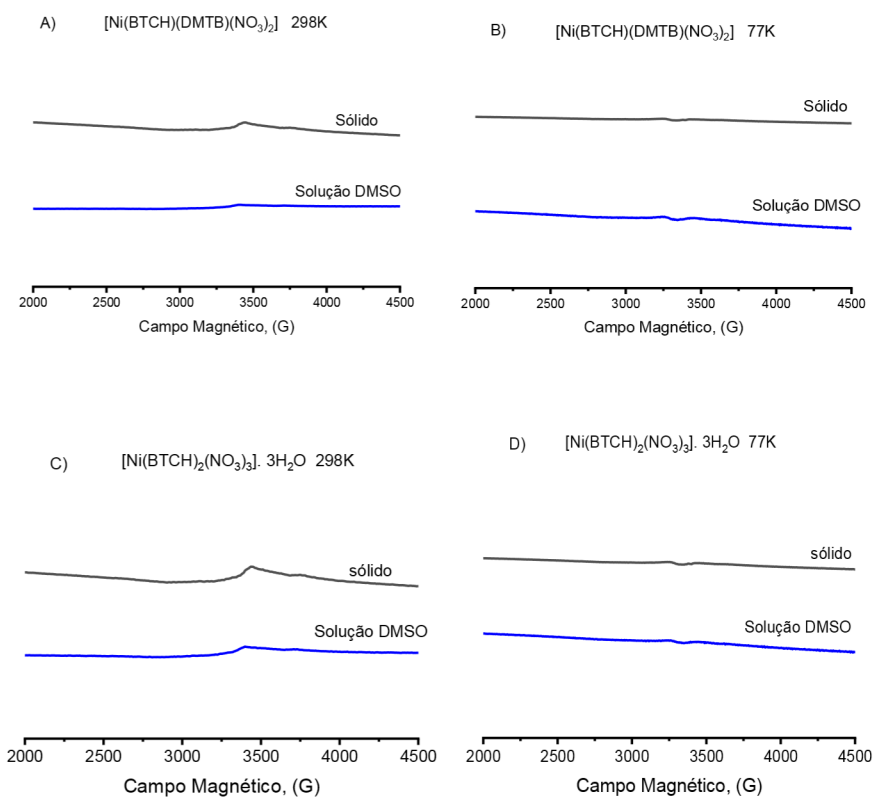 A) [Ni(BTCH)(DMTB)(NO₃)₂] 298K
Sólido
Solução DMSO
2000 2500 3000 3500 4000 4500
Campo Magnético, (G)
B) [Ni(BTCH)(DMTB)(NO₃)₂] 77K
Sólido
Solução DMSO
2000 2500 3000 3500 4000 4500
Campo Magnético, (G)
C) [Ni(BTCH)₂(NO₃)₃]. 3H₂O 298K
sólido
Solução DMSO
2000 2500 3000 3500 4000 4500
Campo Magnético, (G)
D) [Ni(BTCH)₂(NO₃)₃]. 3H₂O 77K
sólido
Solução DMSO
2000 2500 3000 3500 4000 4500
Campo Magnético, (G)